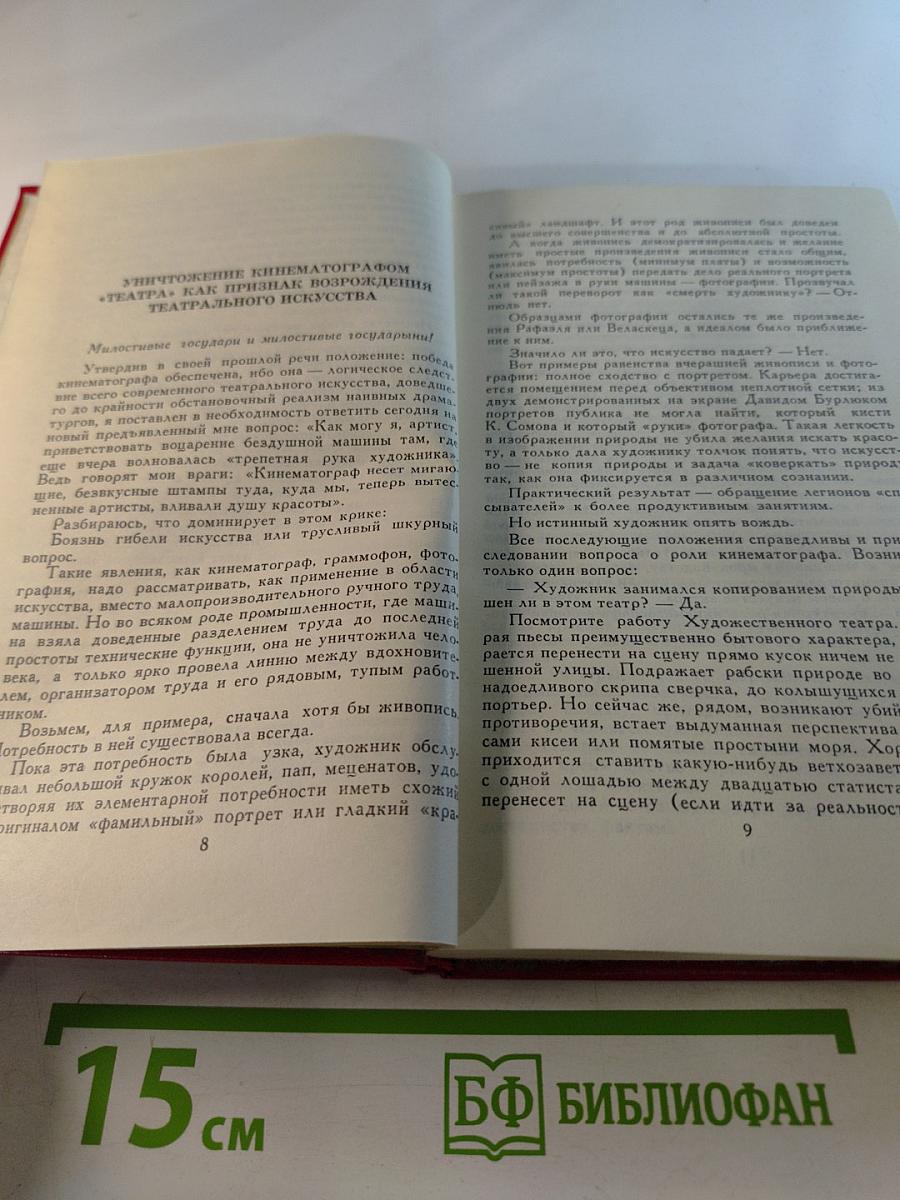 УНИЧТОЖЕНИЕ КИНЕМАТОГРАФОМ
«ТЕАТРА» КАК ПРИЗНАК ВОЗРОЖДЕНИЯ
ТЕАТРАЛЬНОГО ИСКУССТВА
Милостивые государи и милостивые государыни!
Утвердив в своей прошлой речи положение: победа
кинематографа обеспечена, ибо она — логическое следст-
вие всего современного театрального искусства, доведше-
го до крайности обстановочный реализм наивных драма-
тургов, я поставлен в необходимость ответить сегодня на
новый предъявленный мне вопрос: «Как могу я, артист,
приветствовать воцарение бездушной машины там, где
еще вчера волновалась «трепетная рука художника».
Ведь говорят мои враги: «Кинематограф несет мигаю-
щие, безвкусные штампы туда, куда мы, теперь вытес-
ненные артисты, вливали душу красоты».
Разбираюсь, что доминирует в этом крике:
Боязнь гибели искусства или трусливый шкурный
вопрос.
Такие явления, как кинематограф, граммофон, фото-
графия, надо рассматривать, как применение в области
искусства, вместо малопроизводительного ручного труда,
машины. Но во всяком роде промышленности, где маши-
на взяла доведенные разделением труда до последней
простоты технические функции, она не уничтожила чело-
века, а только ярко провела линию между вдохновите-
лем, организатором труда и его рядовым, тупым работ-
ником.
Возьмем, для примера, сначала хотя бы живопись.
Потребность в ней существовала всегда.
Пока эта потребность была узка, художник обслу-
ивал небольшой кружок королей, пап, меценатов, удо-
етворяя их элементарной потребности иметь схожий
ригиналом «фамильный» портрет или гладкий «кра-
8
сивый» ландшафт. И этот род живописи был доведен
до высшего совершенства и до абсолютной простоты.
А когда живопись демократизировалась и желание
иметь простые произведения живописи стало общим,
явилась потребность (минимум платы) и возможность
(максимум простоты) передать дело реального портрета
или пейзажа в руки машины — фотографии. Прозвучал
ли такой переворот как «смерть художнику»? — От-
нюдь нет.
Образцами фотографии остались те же произведе-
ния Рафаэля или Веласкеца, а идеалом было приближе-
ние к ним.
Значило ли это, что искусство падает? — Нет.
Вот примеры равенства вчерашней живописи и фото-
графии: полное сходство с портретом. Карьера достига-
ется помещением перед объективом неплотной сетки; из
двух демонстрированных на экране Давидом Бурлюком
портретов публика не могла найти, который кисти
К. Сомова и который «руки» фотографа. Такая легкость
в изображении природы не убила желания искать красо-
ту, а только дала художнику толчок понять, что искусст-
во — не копия природы и задача «коверкать» природу
так, как она фиксируется в различном сознании.
Практический результат — обращение легионов «сп
сывателей» к более продуктивным занятиям.
Но истинный художник опять вождь.
Все последующие положения справедливы и при
следовании вопроса о роли кинематографа. Возни
только один вопрос:
— Художник занимался копированием природы
шен ли в этом театр? — Да.
Посмотрите работу Художественного театра.
рая пьесы преимущественно бытового характера,
рается перенести на сцену прямо кусок ничем не
шенной улицы. Подражает рабски природе во
надоедливого скрипа сверчка, до колышущихся
портьер. Но сейчас же, рядом, возникают убий
противоречия, встает выдуманная перспектива
сами кисеи или помятые простыни моря. Хор
приходится ставить какую-нибудь ветхозавет
с одной лошадью между двадцатью статиста
перенесет на сцену (если идти за реальност
9
15 см
БФ БИБЛИОФАН